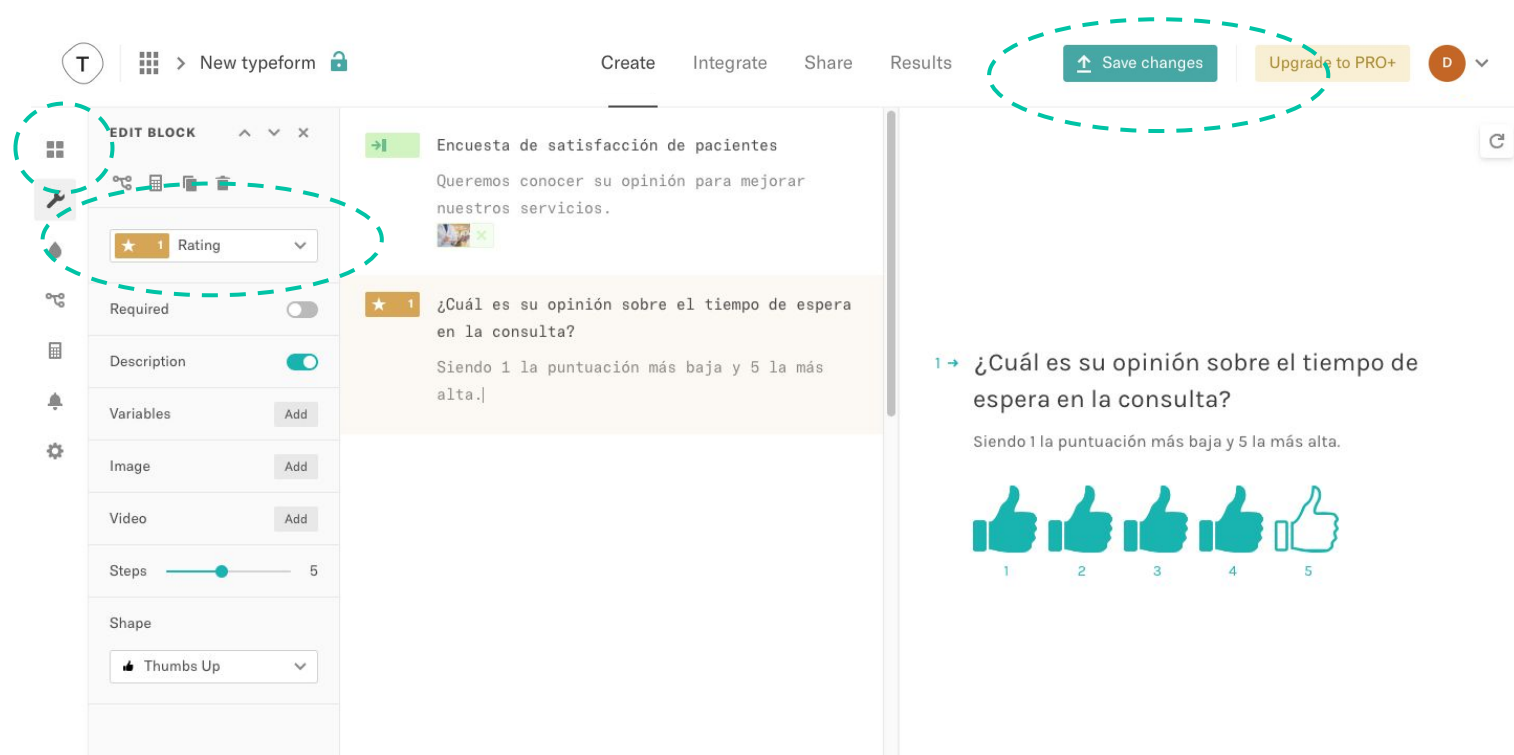 T
New typeform
Create
Integrate
Share
Results
Save changes
Upgrade to PRO+
D
EDIT BLOCK
1 Rating
Required
Description
Variables
Add
Image
Add
Video
Add
Steps
5
Shape
Thumbs Up
Encuesta de satisfacción de pacientes
Queremos conocer su opinión para mejorar
nuestros servicios.
1
¿Cuál es su opinión sobre el tiempo de espera
en la consulta?
Siendo 1 la puntuación más baja y 5 la más
alta.
1 → ¿Cuál es su opinión sobre el tiempo de
espera en la consulta?
Siendo 1 la puntuación más baja y 5 la más alta.
1 2 3 4 5